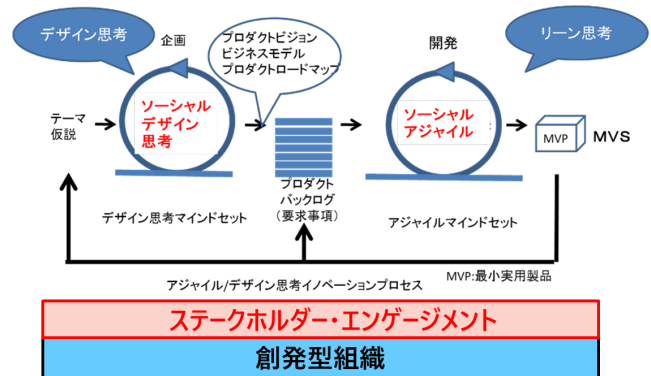 デザイン思考
企画
プロダクトビジョン
ビジネスモデル
プロダクトロードマップ
開発
リーン思考
テーマ
仮説
ソーシャル
デザイン
思考
ソーシャル
アジャイル
MVP
MVS
プロダクト
バックログ
(要求事項)
デザイン思考マインドセット
アジャイルマインドセット
アジャイル/デザイン思考イノベーションプロセス
MVP:最小実用製品
ステークホルダー・エンゲージメント
創発型組織